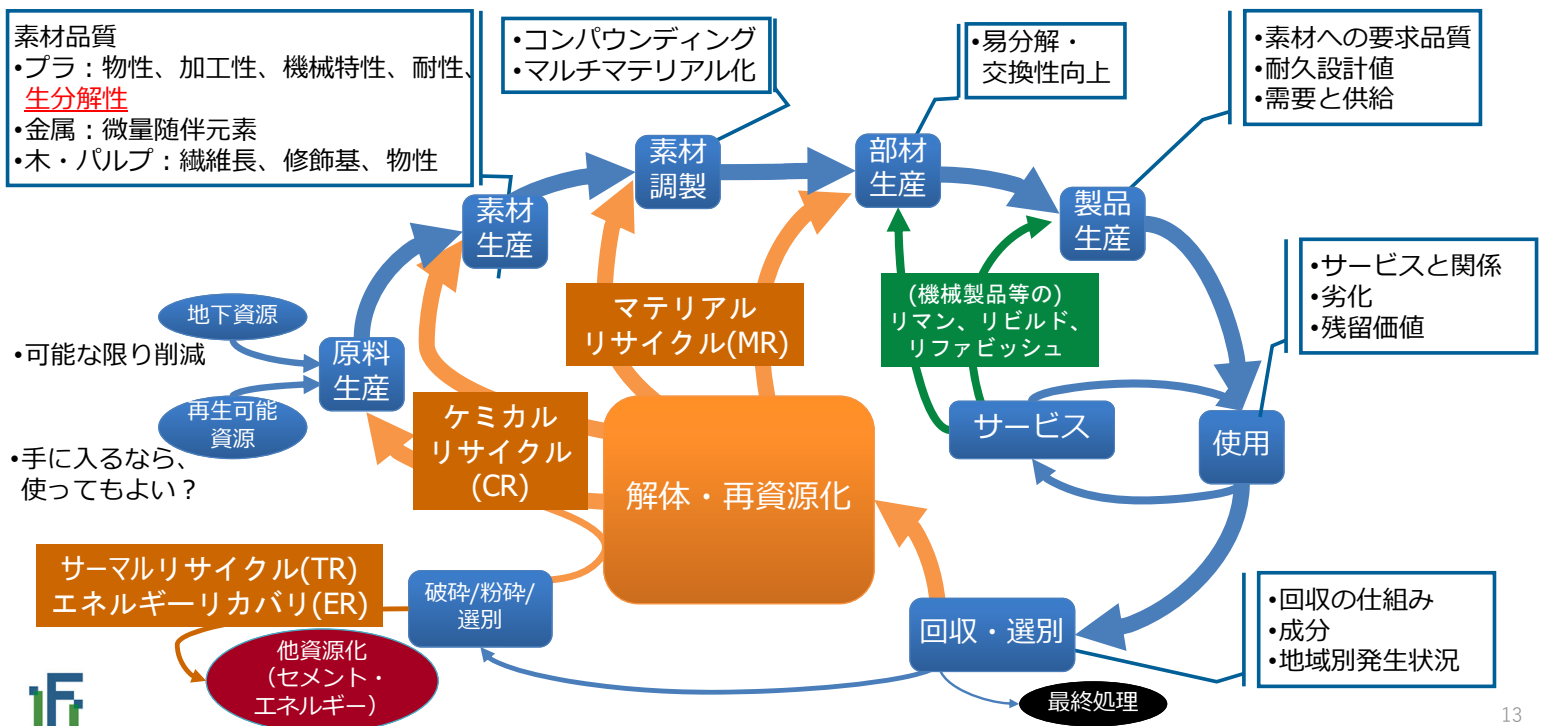 素材品質
•プラ：物性、加工性、機械特性、耐性、
生分解性
•金属：微量随伴元素
•木・パルプ：繊維長、修飾基、物性
•コンパウンディング
•マルチマテリアル化
•易分解・
交換性向上
•素材への要求品質
•耐久設計値
•需要と供給
素材
調製
部材
生産
素材
生産
製品
生産
•サービスと関係
•劣化
•残留価値
マテリアル
リサイクル(MR)
(機械製品等の)
リマン、リビルド、
リファビッシュ
地下資源
•可能な限り削減
原料
生産
再生可能
資源
•手に入るなら、
使ってもよい？
ケミカル
リサイクル
(CR)
サービス
使用
解体・再資源化
サーマルリサイクル(TR)
エネルギーリカバリ(ER)
破砕/粉砕/
選別
回収・選別
•回収の仕組み
•成分
•地域別発生状況
他資源化
（セメント・
エネルギー）
最終処理
iFi
13